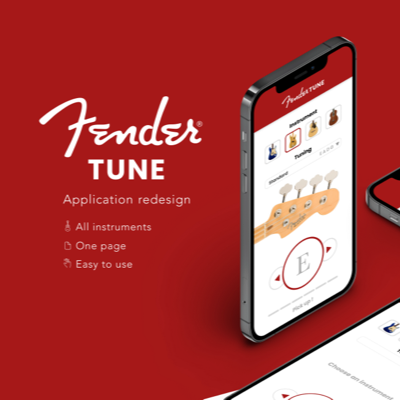 Fender®
TUNE
Application redesign
All instruments
One page
Easy to use
Fender TUNE
Instrument
Tuning
Standard
E
Pick up !
Choose an instrument